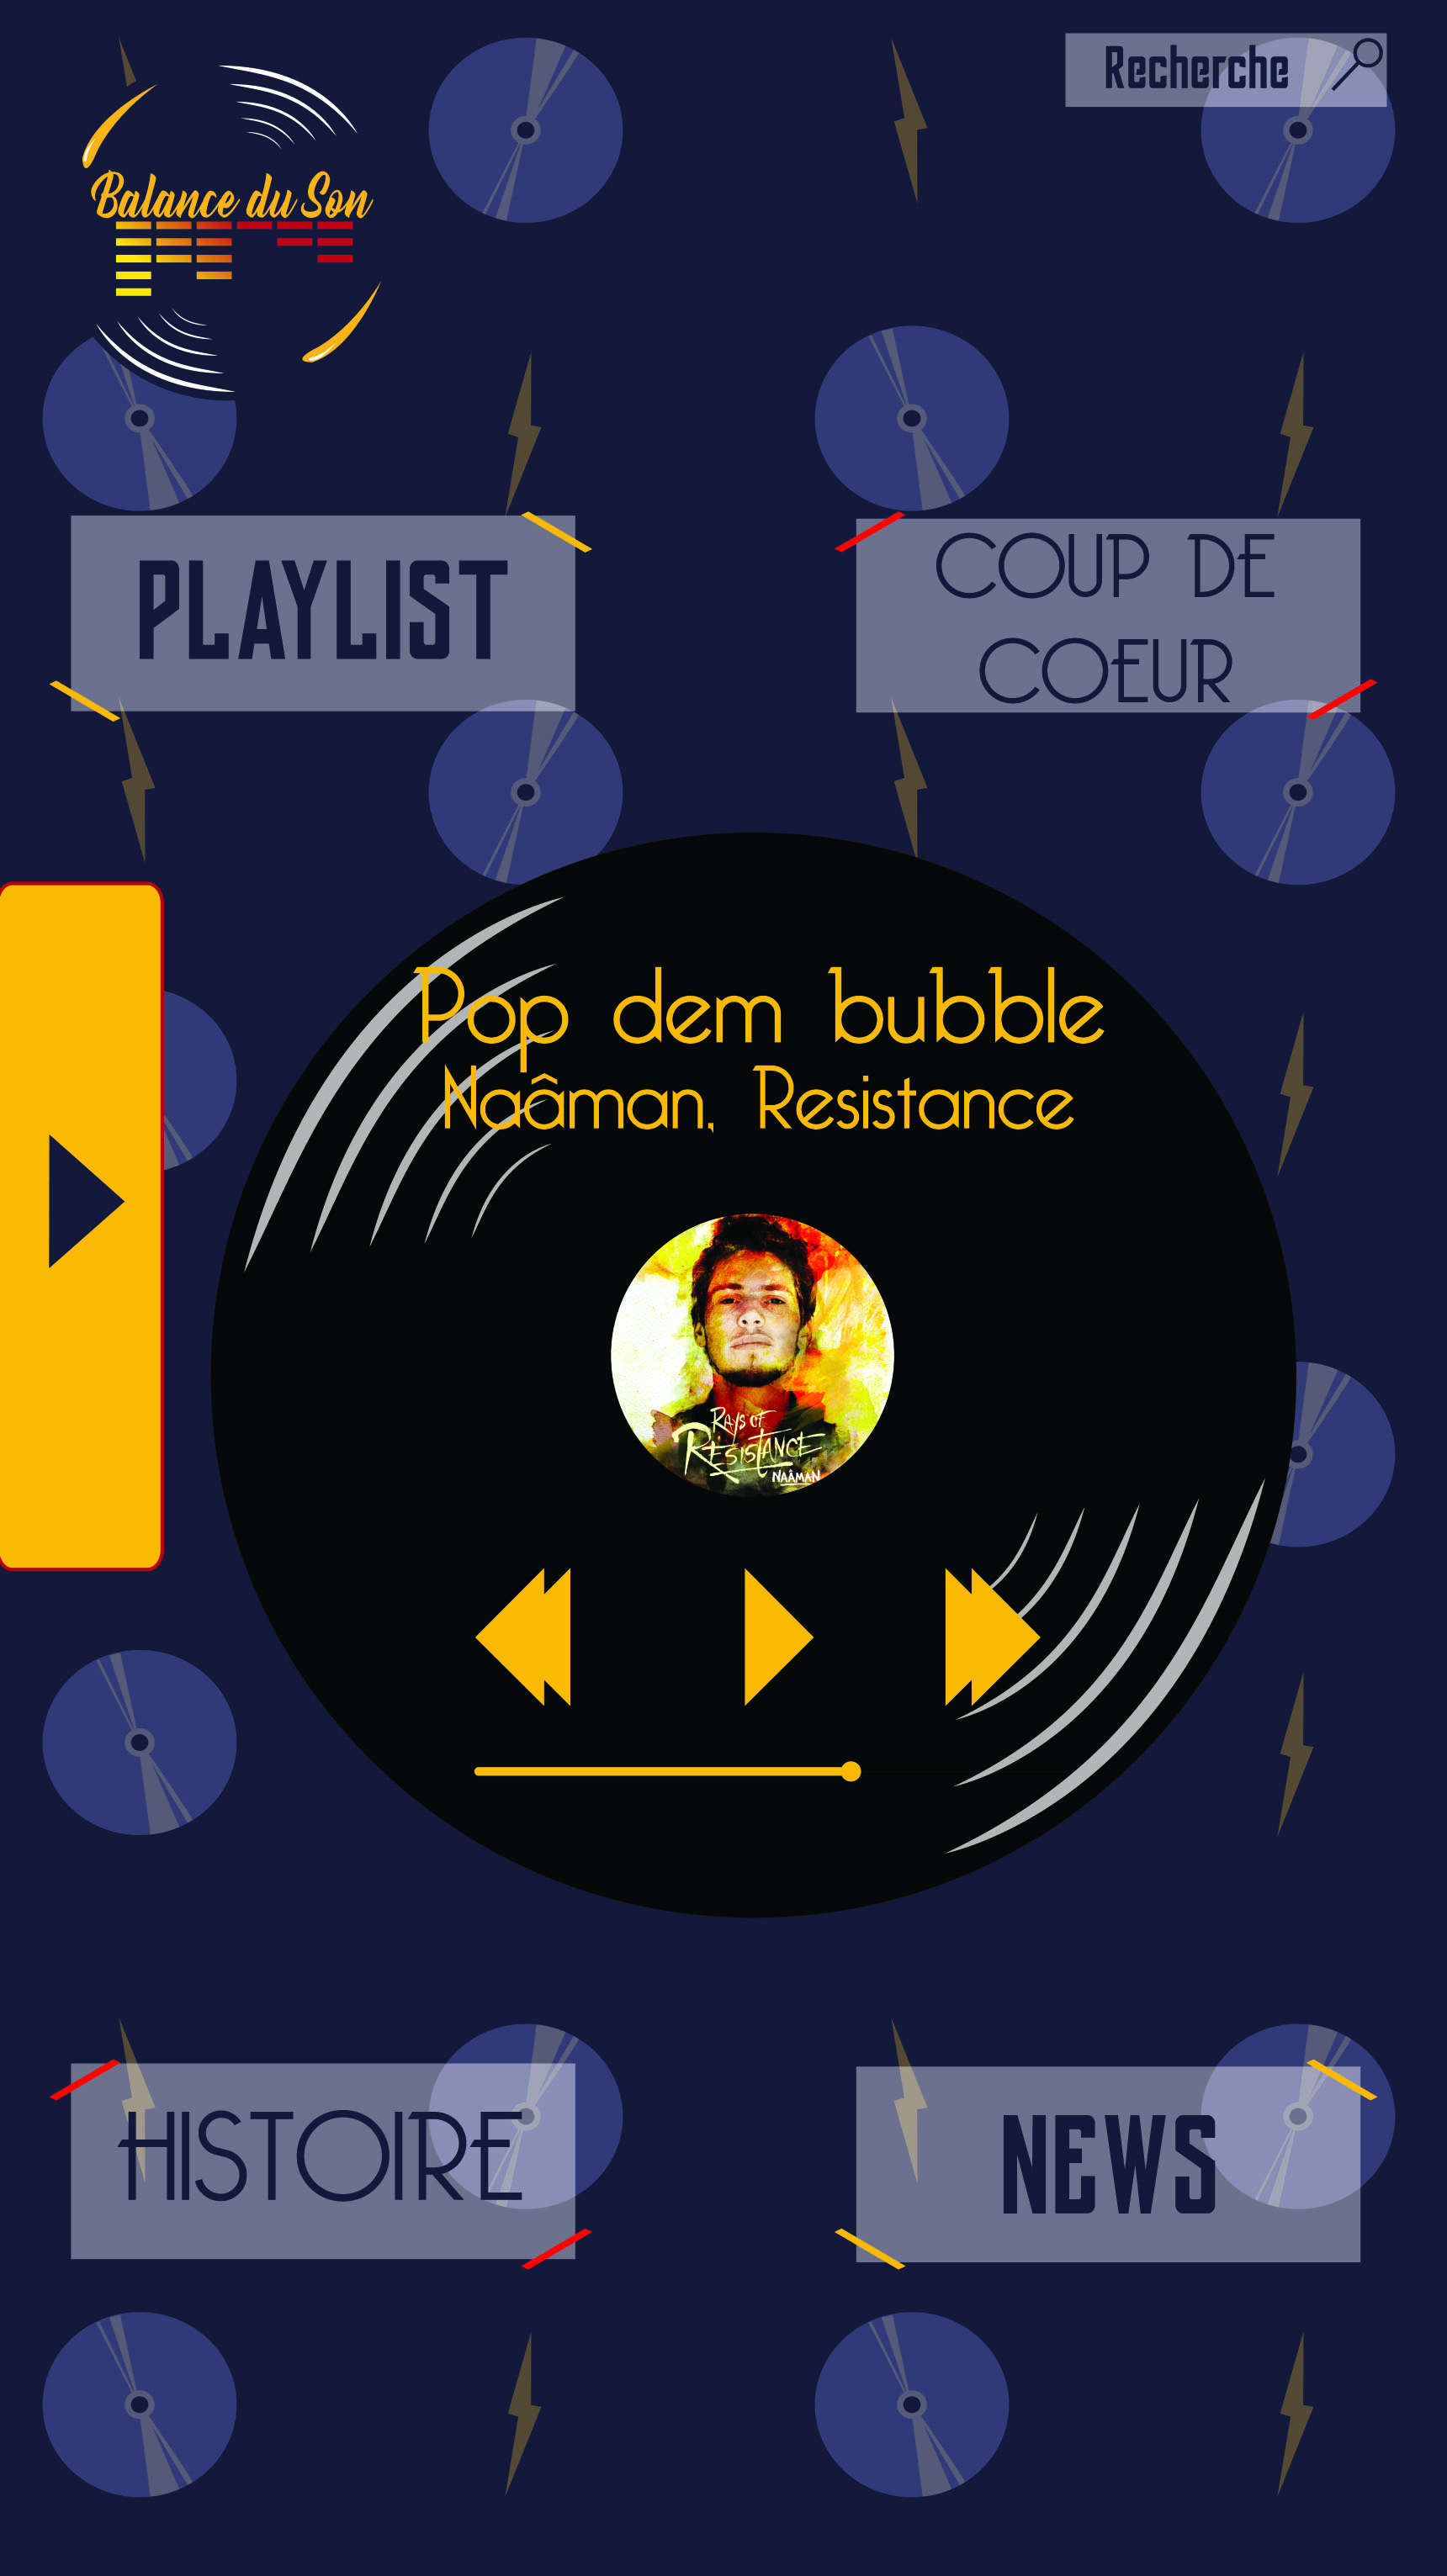 Recherche
Balance du Son
PLAYLIST
COUP DE
COEUR
Pop dem bubble
Naâman, Resistance
RAYS OF
RESISTANCE
NAÂMAN
HISTOIRE
NEWS